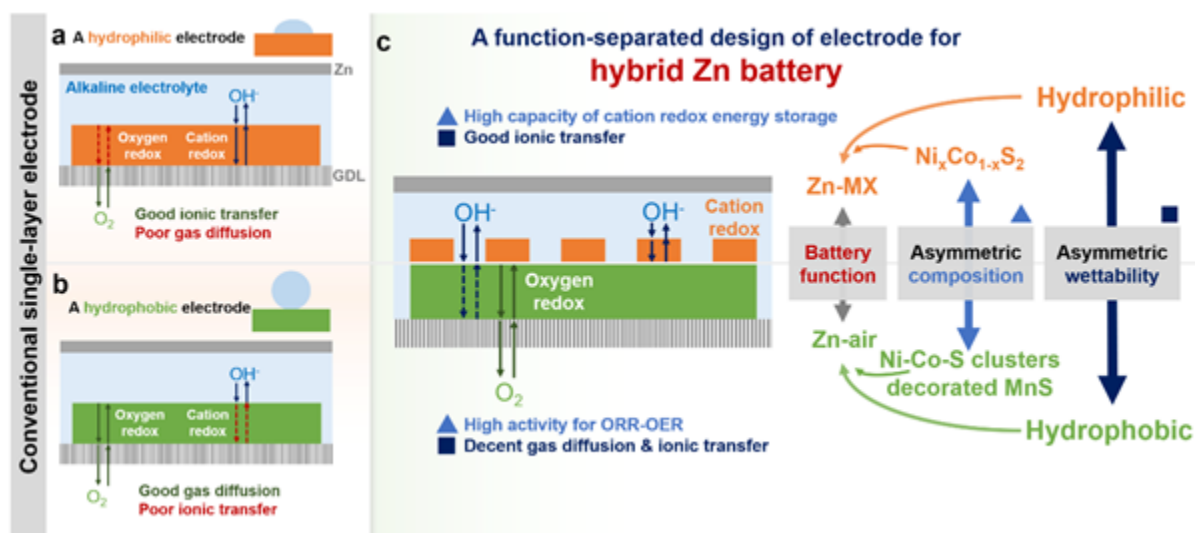 Conventional single-layer electrode
a
A hydrophilic electrode
Zn
Alkaline electrolyte
OH-
Oxygen
redox
Cation
redox
GDL
O2
Good ionic transfer
Poor gas diffusion
b
A hydrophobic electrode
OH-
Oxygen
redox
Cation
redox
O2
Good gas diffusion
Poor ionic transfer
c
A function-separated design of electrode for
hybrid Zn battery
High capacity of cation redox energy storage
Good ionic transfer
OH-
OH-
Cation
redox
Oxygen
redox
O2
High activity for ORR-OER
Decent gas diffusion & ionic transfer
Hydrophilic
NixCo1-xS2
Zn-MX
Battery
function
Asymmetric
composition
Asymmetric
wettability
Zn-air
Ni-Co-S clusters
decorated MnS
Hydrophobic